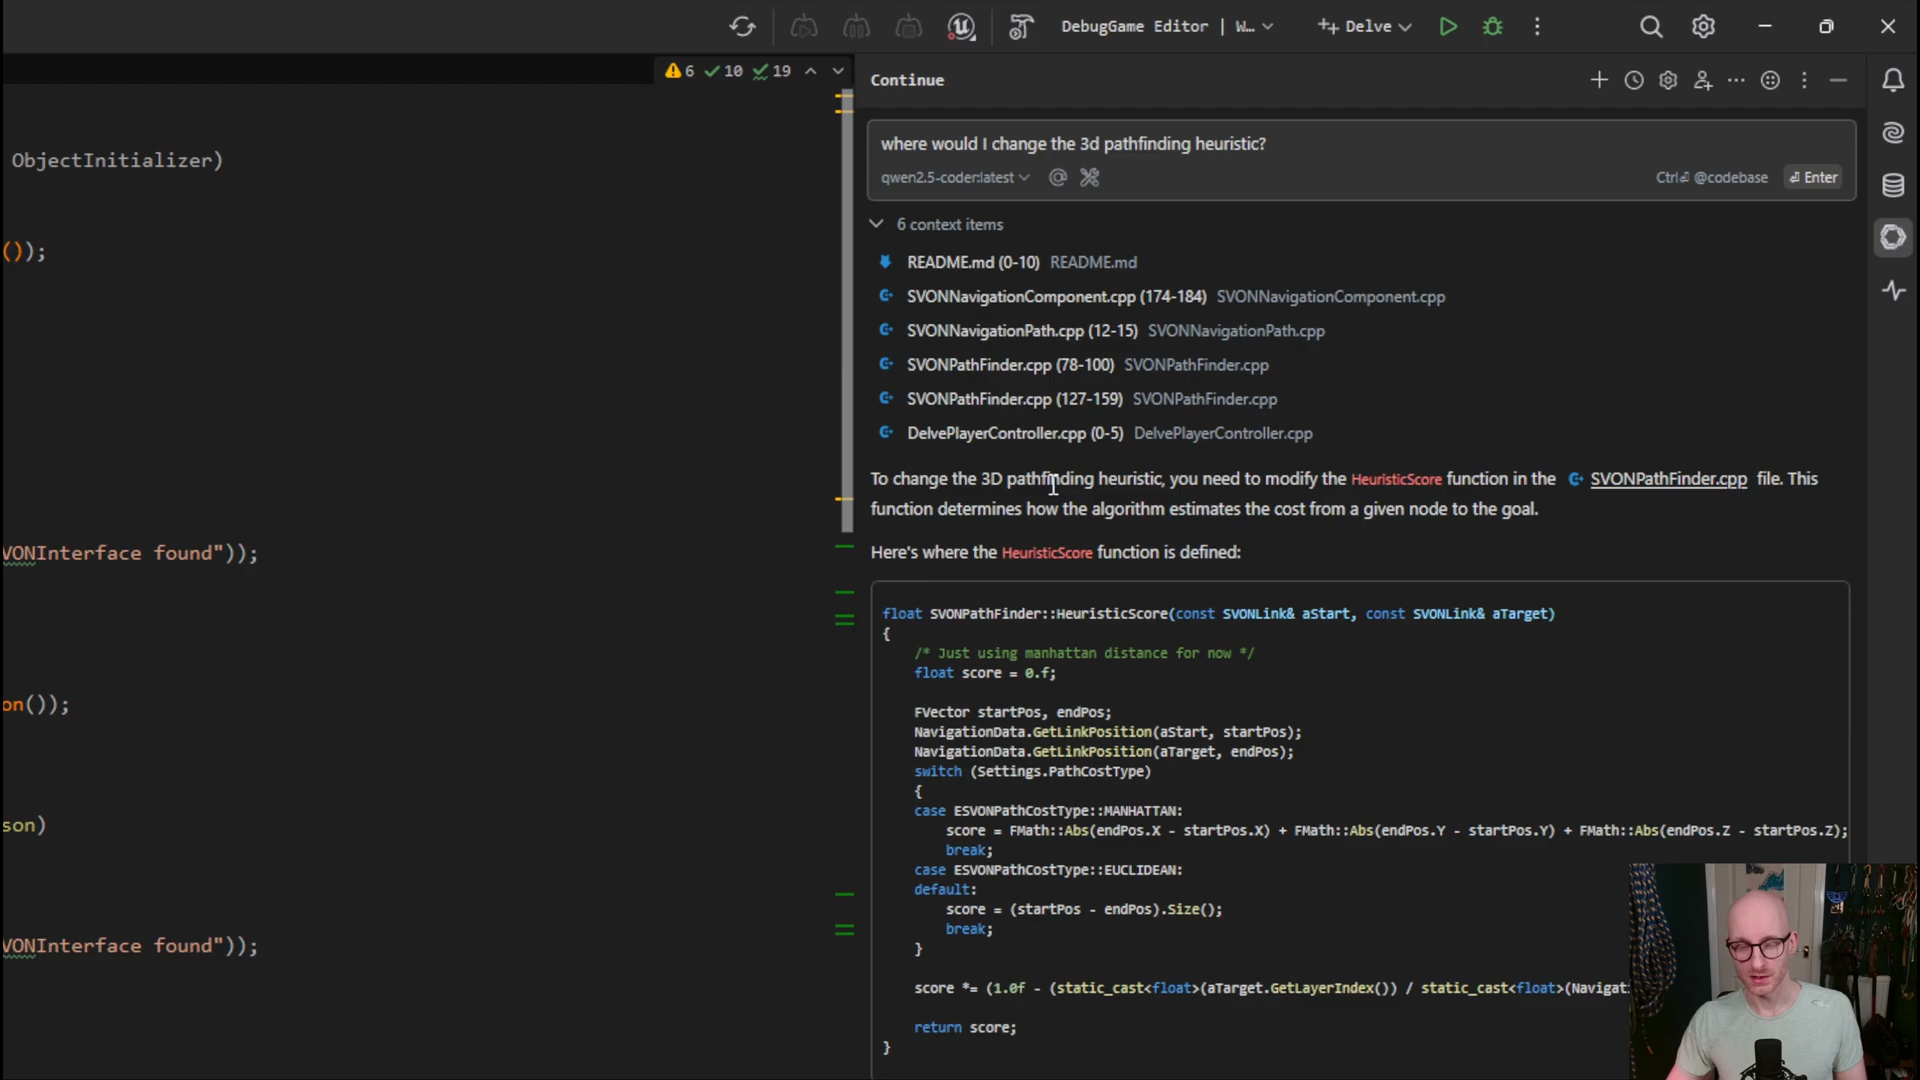 DebugGame Editor | W...
Delve
6 10 19
Continue
ObjectInitializer)
where would I change the 3d pathfinding heuristic?
qwen2.5-coder:latest
Ctrl⏎ @codebase ⏎ Enter
());
6 context items
README.md (0-10) README.md
SVONNavigationComponent.cpp (174-184) SVONNavigationComponent.cpp
SVONNavigationPath.cpp (12-15) SVONNavigationPath.cpp
SVONPathFinder.cpp (78-100) SVONPathFinder.cpp
SVONPathFinder.cpp (127-159) SVONPathFinder.cpp
DelvePlayerController.cpp (0-5) DelvePlayerController.cpp
To change the 3D pathfinding heuristic, you need to modify the HeuristicScore function in the SVONPathFinder.cpp file. This
function determines how the algorithm estimates the cost from a given node to the goal.
VONInterface found"));
Here's where the HeuristicScore function is defined:
float SVONPathFinder::HeuristicScore(const SVONLink& aStart, const SVONLink& aTarget)
{
/* Just using manhattan distance for now */
float score = 0.f;
on());
FVector startPos, endPos;
NavigationData.GetLinkPosition(aStart, startPos);
NavigationData.GetLinkPosition(aTarget, endPos);
switch (Settings.PathCostType)
{
case ESVONPathCostType::MANHATTAN:
son)
score = FMath::Abs(endPos.X - startPos.X) + FMath::Abs(endPos.Y - startPos.Y) + FMath::Abs(endPos.Z - startPos.Z);
break;
case ESVONPathCostType::EUCLIDEAN:
default:
score = (startPos - endPos).Size();
break;
}
VONInterface found"));
score *= (1.0f - (static_cast<float>(aTarget.GetLayerIndex()) / static_cast<float>(Navigati
return score;
}